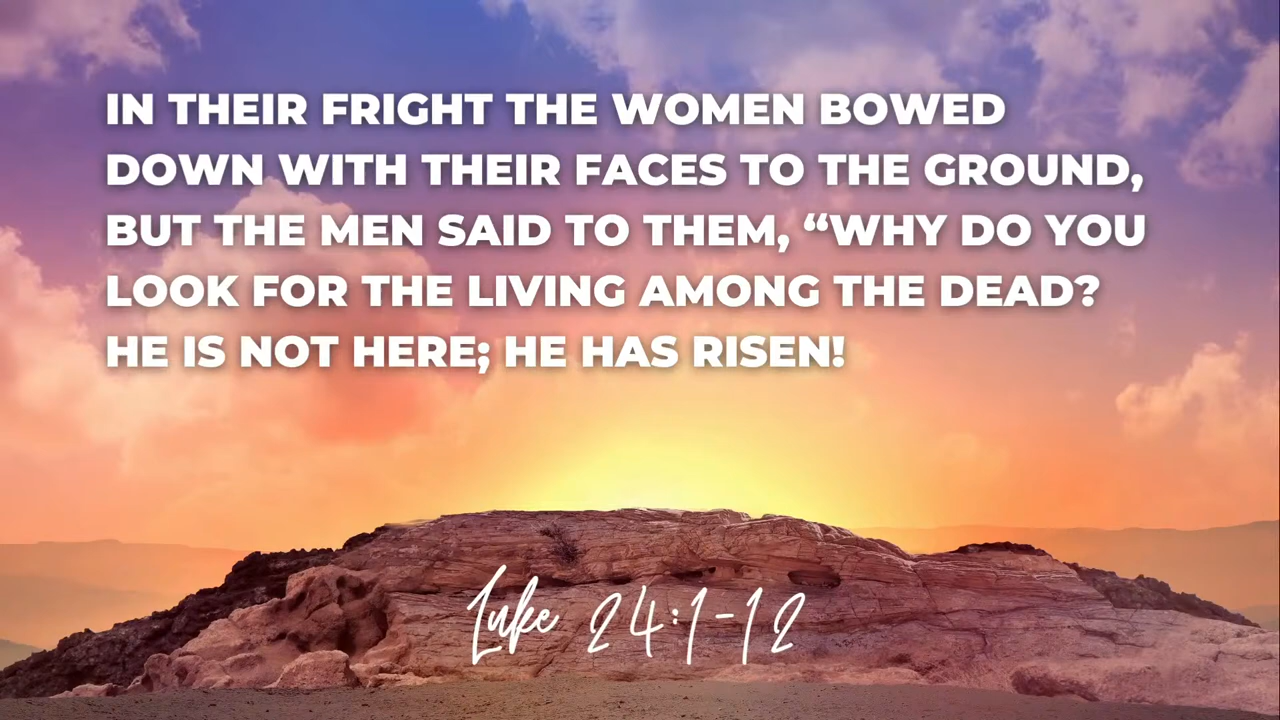 IN THEIR FRIGHT THE WOMEN BOWED
DOWN WITH THEIR FACES TO THE GROUND,
BUT THE MEN SAID TO THEM, “WHY DO YOU
LOOK FOR THE LIVING AMONG THE DEAD?
HE IS NOT HERE; HE HAS RISEN!
Luke 24:1-12